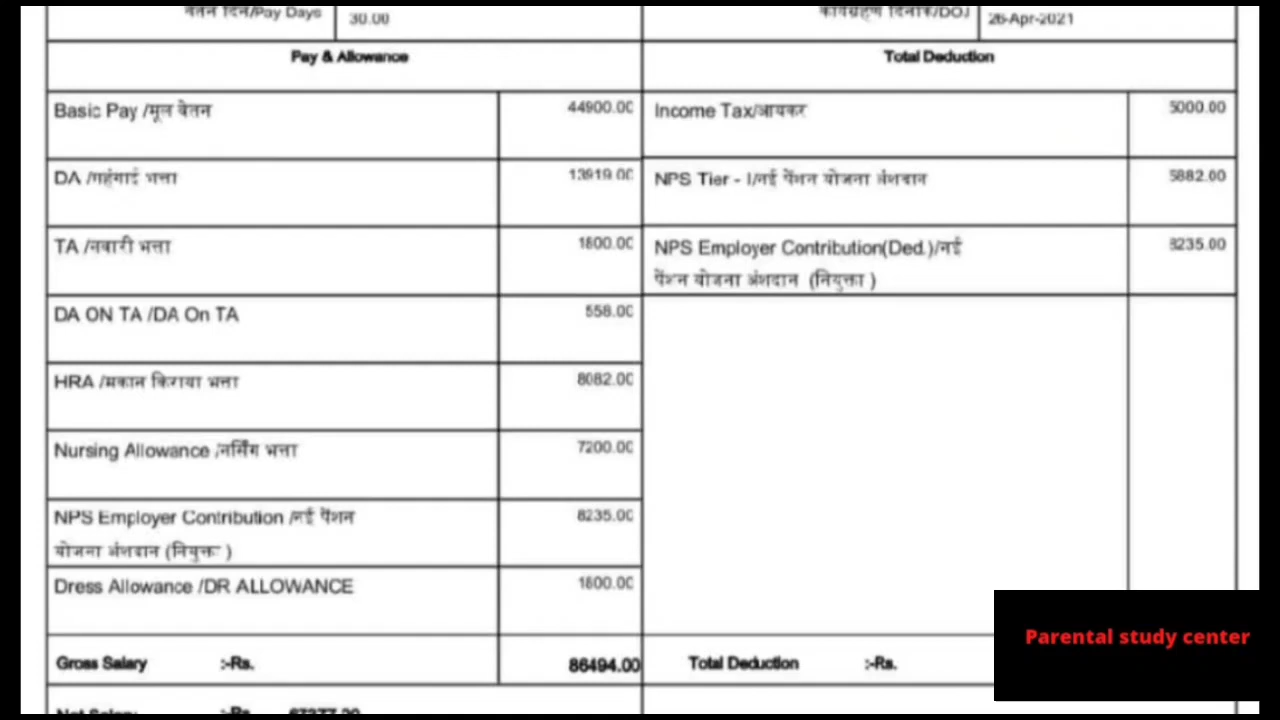 वेतन दिन/Pay Days 30.00 कार्यग्रहण दिनांक/DOJ 26-Apr-2021
Pay & Allowance Total Deduction
Basic Pay /मूल वेतन 44900.00 Income Tax/आयकर 5000.00
DA /महंगाई भत्ता 13919.00 NPS Tier - I/नई पेंशन योजना अंशदान 5882.00
TA /सवारी भत्ता 1800.00 NPS Employer Contribution(Ded.)/नई 8235.00
पेंशन योजना अंशदान (नियुक्ता )
DA ON TA /DA On TA 558.00
HRA /मकान किराया भत्ता 8082.00
Nursing Allowance /नर्सिंग भत्ता 7200.00
NPS Employer Contribution /नई पेंशन 8235.00
योजना अंशदान (नियुक्ता )
Dress Allowance /DR ALLOWANCE 1800.00
Gross Salary :-Rs. 86494.00 Total Deduction :-Rs.
Parental study center
Net Salary :-Rs.